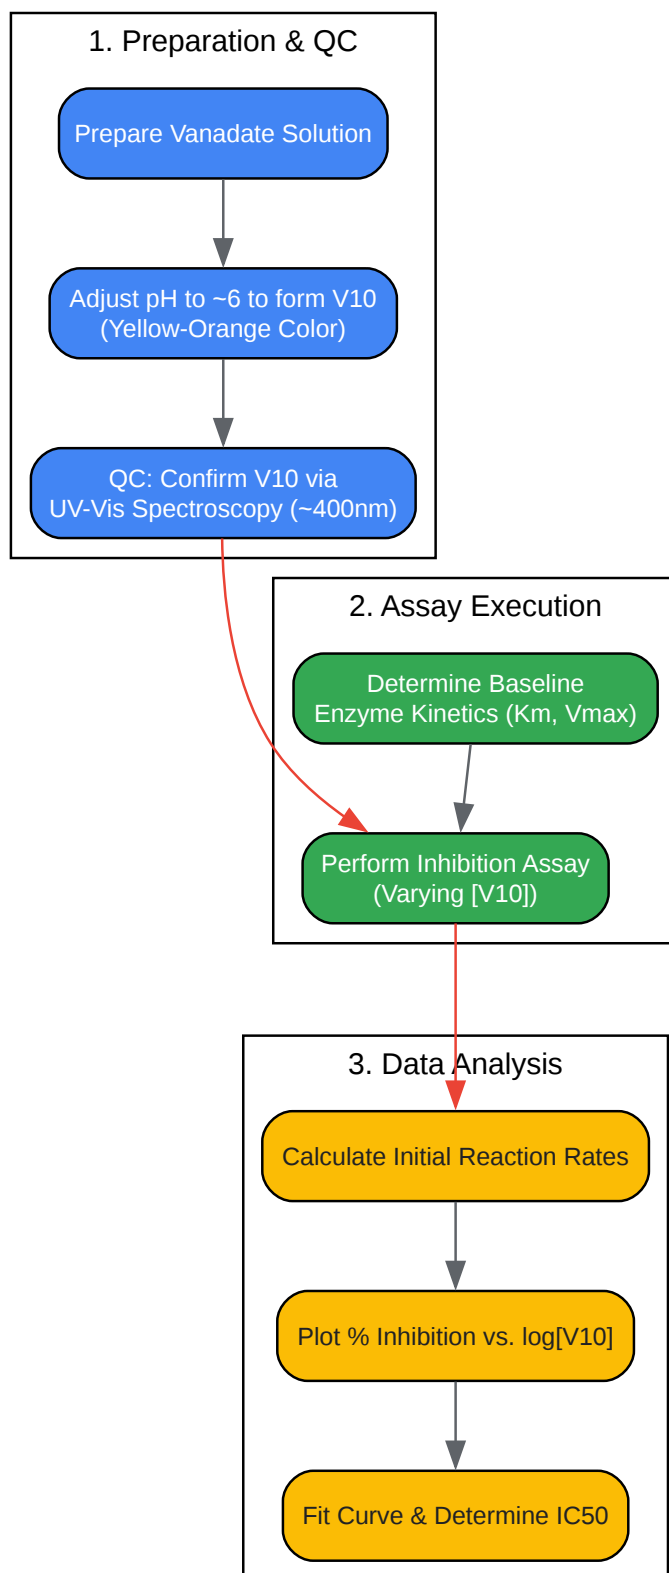 1. Preparation & QC
Prepare Vanadate Solution
Adjust pH to ~6 to form V10
(Yellow-Orange Color)
QC: Confirm V10 via
UV-Vis Spectroscopy (~400nm)
2. Assay Execution
Determine Baseline
Enzyme Kinetics (Km, Vmax)
Perform Inhibition Assay
(Varying [V10])
3. Data Analysis
Calculate Initial Reaction Rates
Plot % Inhibition vs. log[V10]
Fit Curve & Determine IC50